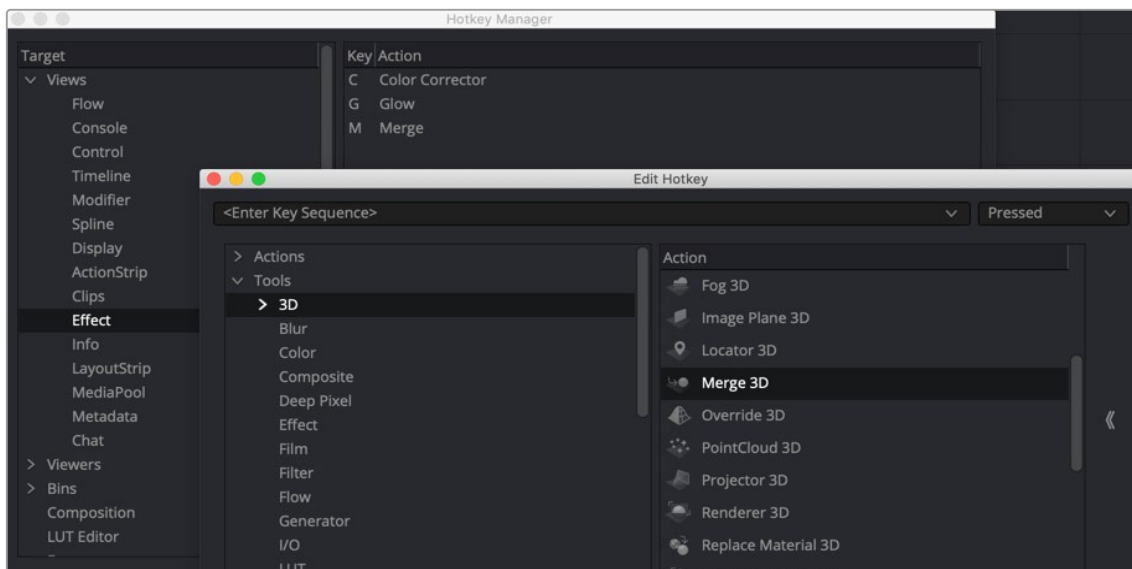 Hotkey Manager
Target
Key Action
Views
C Color Corrector
Flow
G Glow
Console
M Merge
Control
Timeline
Modifier
Spline
Display
ActionStrip
Clips
Effect
Info
LayoutStrip
MediaPool
Metadata
Chat
Viewers
Bins
Composition
LUT Editor
Edit Hotkey
<Enter Key Sequence>
Pressed
Actions
Tools
3D
Blur
Color
Composite
Deep Pixel
Effect
Film
Filter
Flow
Generator
I/O
LUT
Action
Fog 3D
Image Plane 3D
Locator 3D
Merge 3D
Override 3D
PointCloud 3D
Projector 3D
Renderer 3D
Replace Material 3D